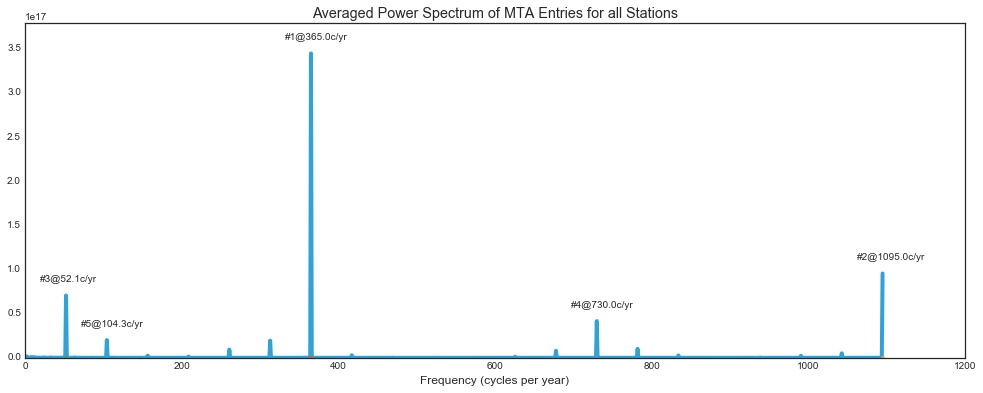 Averaged Power Spectrum of MTA Entries for all Stations
1e17
#1@365.0c/yr
3.5
3.0
2.5
2.0
1.5
#2@1095.0c/yr
1.0
#3@52.1c/yr
#4@730.0c/yr
0.5
#5@104.3c/yr
0.0
0 200 400 600 800 1000 1200
Frequency (cycles per year)